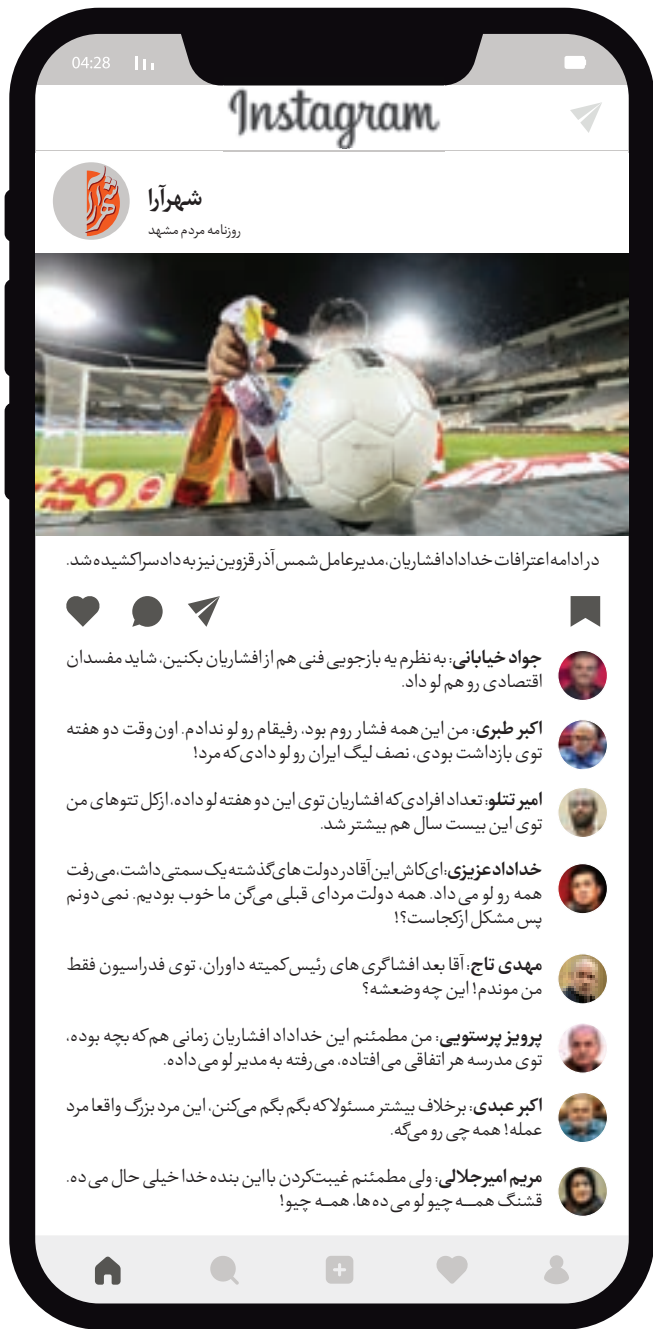 04:28
Instagram
شهرآرا
شهرآرا
روزنامه مردم مشهد
در ادامه اعترافات خداداد افشاریان، مدیرعامل شمس آذر قزوین نیز به دادسرا کشیده شد.
جواد خیابانی: به نظرم یه بازجویی فنی هم از افشاریان بکنین، شاید مفسدان
اقتصادی رو هم لو داد.
اکبر طبری: من این همه فشار روم بود، رفیقام رو لو ندادم. اون وقت دو هفته
توی بازداشت بودی، نصف لیگ ایران رو لو دادی که مرد!
امیر تتلو: تعداد افرادی که افشاریان توی این دو هفته لو داده، از کل تتوهای من
توی این بیست سال هم بیشتر شد.
خداداد عزیزی: ای کاش این آقا در دولت های گذشته یک سمتی داشت، می رفت
همه رو لو می داد. همه دولت مردای قبلی می‌گن ما خوب بودیم. نمی دونم
پس مشکل از کجاست؟!
مهدی تاج: آقا بعد افشاگری های رئیس کمیته داوران، توی فدراسیون فقط
من موندم! این چه وضعشه؟
پرویز پرستویی: من مطمئنم این خداداد افشاریان زمانی هم که بچه بوده،
توی مدرسه هر اتفاقی می افتاده، می رفته به مدیر لو می داده.
اکبر عبدی: برخلاف بیشتر مسئولا که بگم بگم می‌کنن، این مرد بزرگ واقعا مرد
عمله! همه چی رو می‌گه.
مریم امیرجلالی: ولی مطمئنم غیبت‌کردن با این بنده خدا خیلی حال می ده.
قشنگ همـه چیو لو می ده ها، همـه چیو!